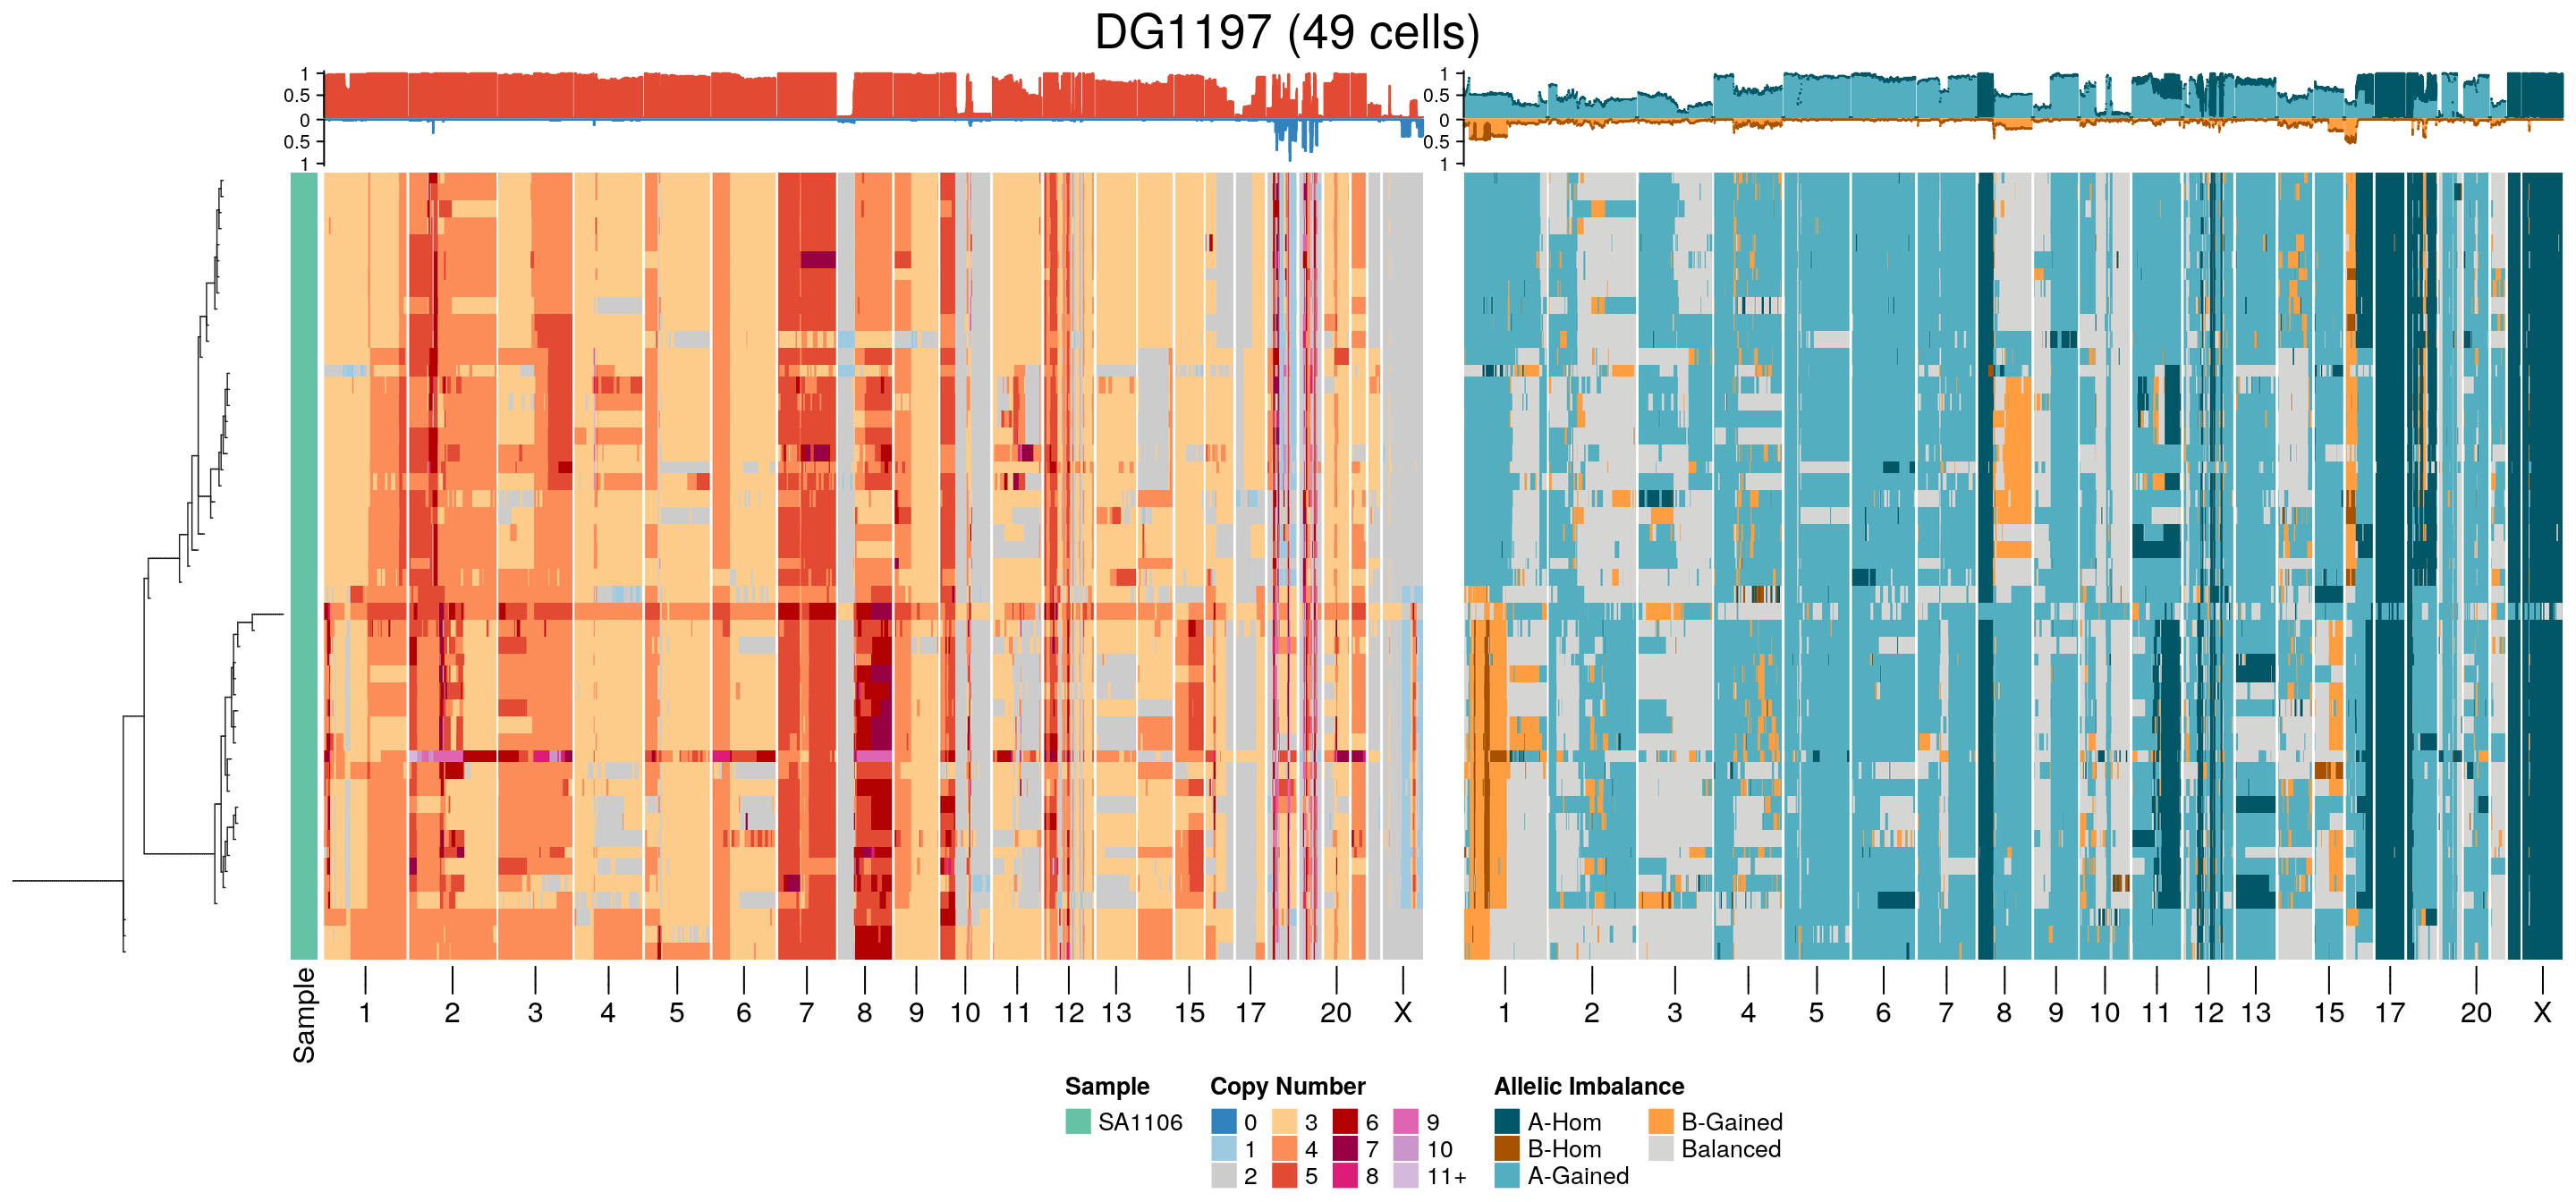 DG1197 (49 cells)
1 1
0.5 0.5
0 0
0.5 0.5
1 1
Sample
1 2 3 4 5 6 7 8 9 10 11 12 13 15 17 20 X
1 2 3 4 5 6 7 8 9 10 11 12 13 15 17 20 X
Sample Copy Number Allelic Imbalance
SA1106 0 3 6 9 A-Hom B-Gained
1 4 7 10 B-Hom Balanced
2 5 8 11+ A-Gained